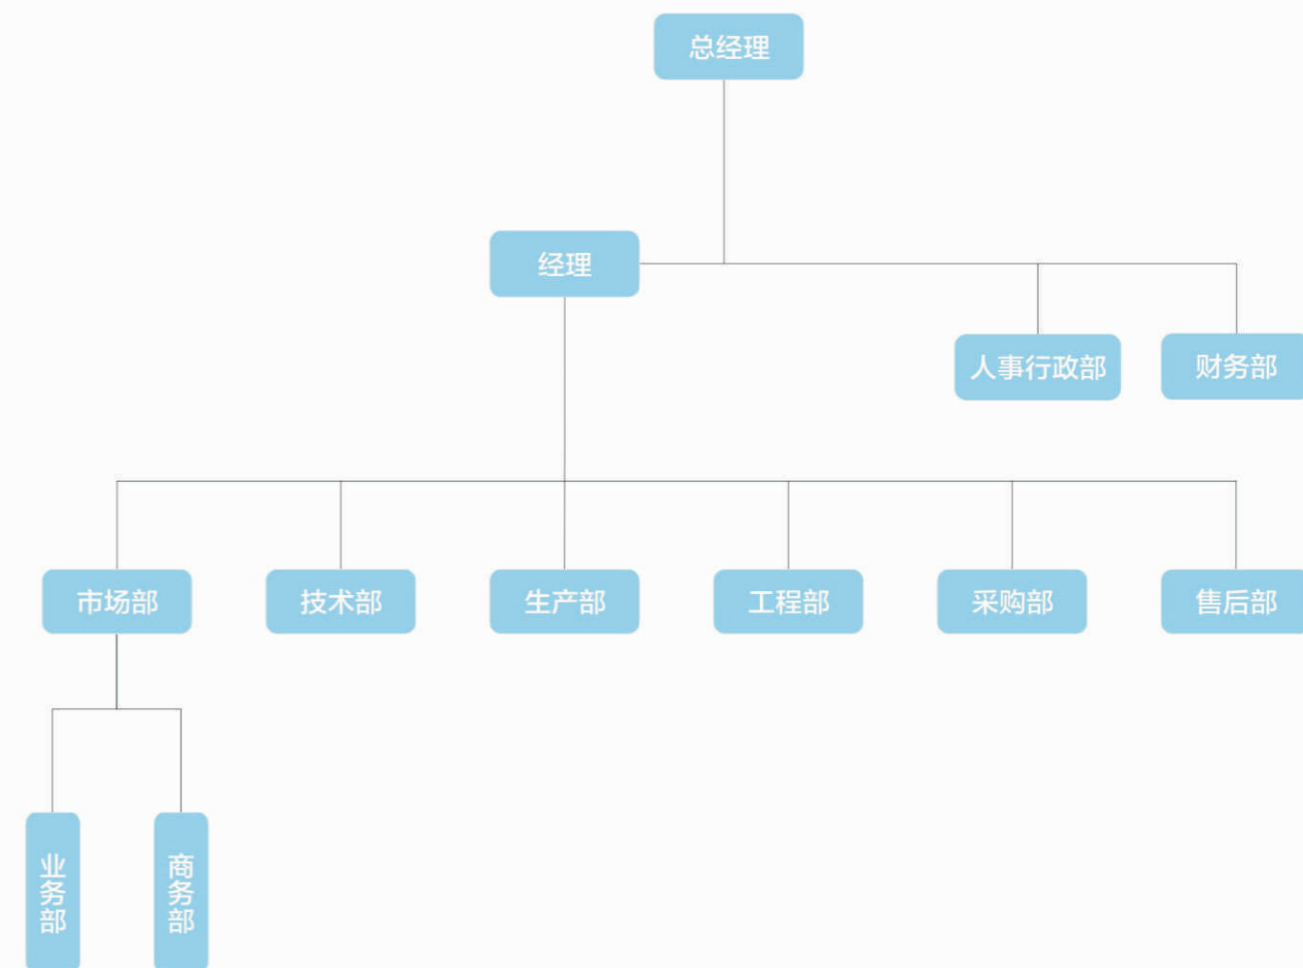 总经理
经理
人事行政部
财务部
市场部
技术部
生产部
工程部
采购部
售后部
业务部
商务部